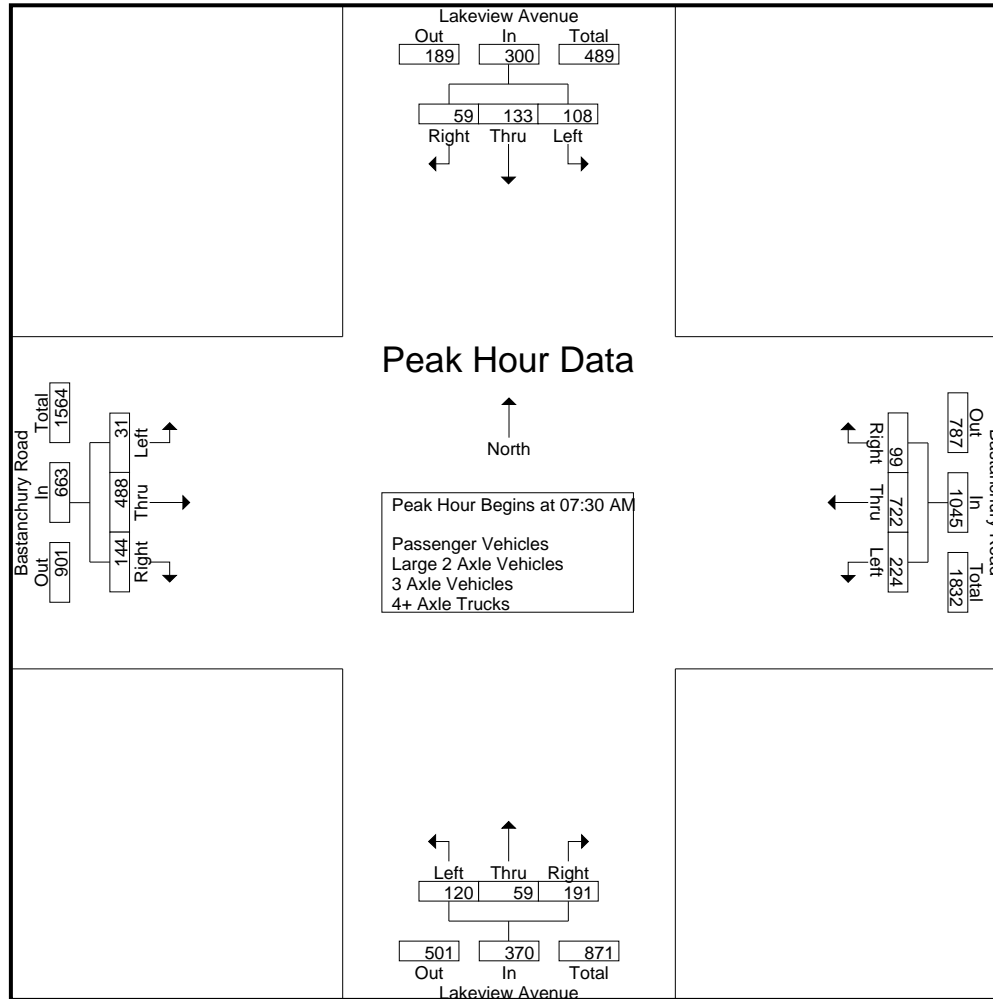 Lakeview Avenue
Out In Total
189 300 489
59 133 108
Right Thru Left
Peak Hour Data
North
Peak Hour Begins at 07:30 AM
Passenger Vehicles
Large 2 Axle Vehicles
3 Axle Vehicles
4+ Axle Trucks
Bastanchury Road
Out In Total
901 663 1564
Right Thru Left
144 488 31
Bastanchury Road
Out In Total
787 1045 1832
99 722 224
Right Thru Left
Left Thru Right
120 59 191
501 370 871
Out In Total
Lakeview Avenue